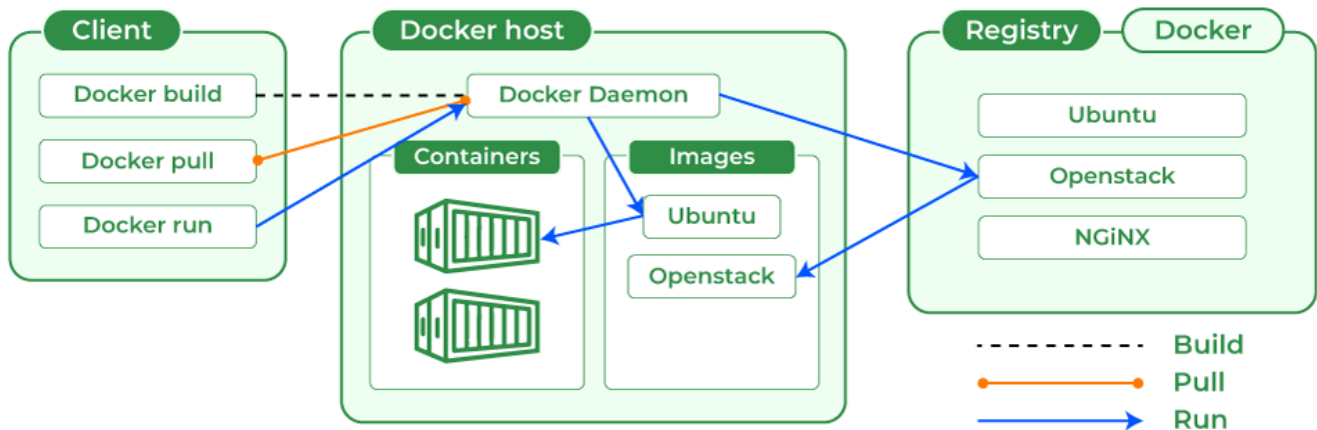 Client
Docker build
Docker pull
Docker run
Docker host
Docker Daemon
Containers
Images
Ubuntu
Openstack
Registry
Docker
Ubuntu
Openstack
NGiNX
Build
Pull
Run